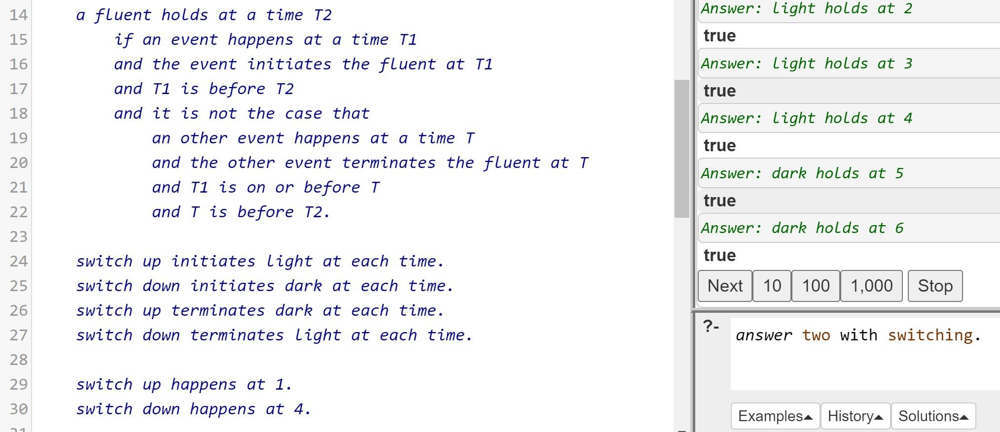 14 a fluent holds at a time T2
15 if an event happens at a time T1
16 and the event initiates the fluent at T1
17 and T1 is before T2
18 and it is not the case that
19 an other event happens at a time T
20 and the other event terminates the fluent at T
21 and T1 is on or before T
22 and T is before T2.
23
24 switch up initiates light at each time.
25 switch down initiates dark at each time.
26 switch up terminates dark at each time.
27 switch down terminates light at each time.
28
29 switch up happens at 1.
30 switch down happens at 4.
31
Answer: light holds at 2
true
Answer: light holds at 3
true
Answer: light holds at 4
true
Answer: dark holds at 5
true
Answer: dark holds at 6
true
Next 10 100 1,000 Stop
?- answer two with switching.
Examples History Solutions